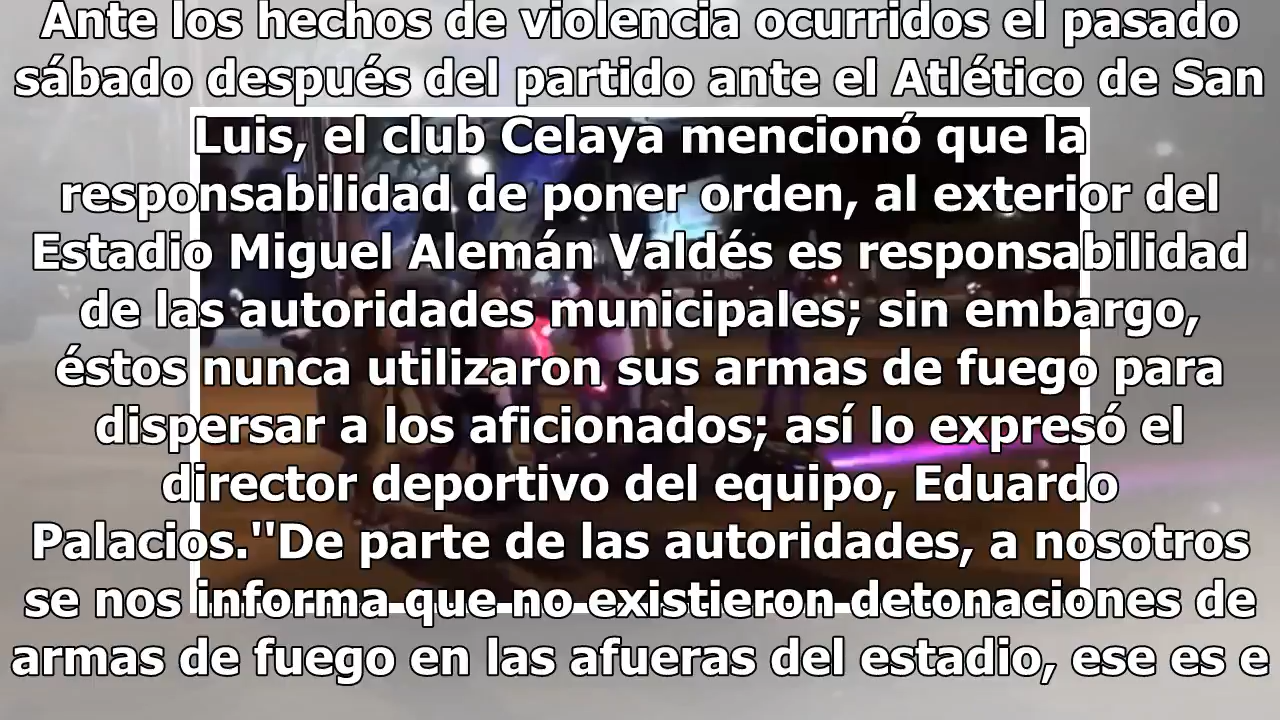 Ante los hechos de violencia ocurridos el pasado
sábado después del partido ante el Atlético de San
Luis, el club Celaya mencionó que la
responsabilidad de poner orden, al exterior del
Estadio Miguel Alemán Valdés es responsabilidad
de las autoridades municipales; sin embargo,
éstos nunca utilizaron sus armas de fuego para
dispersar a los aficionados; así lo expresó el
director deportivo del equipo, Eduardo
Palacios."De parte de las autoridades, a nosotros
se nos informa que no existieron detonaciones de
armas de fuego en las afueras del estadio, ese es e